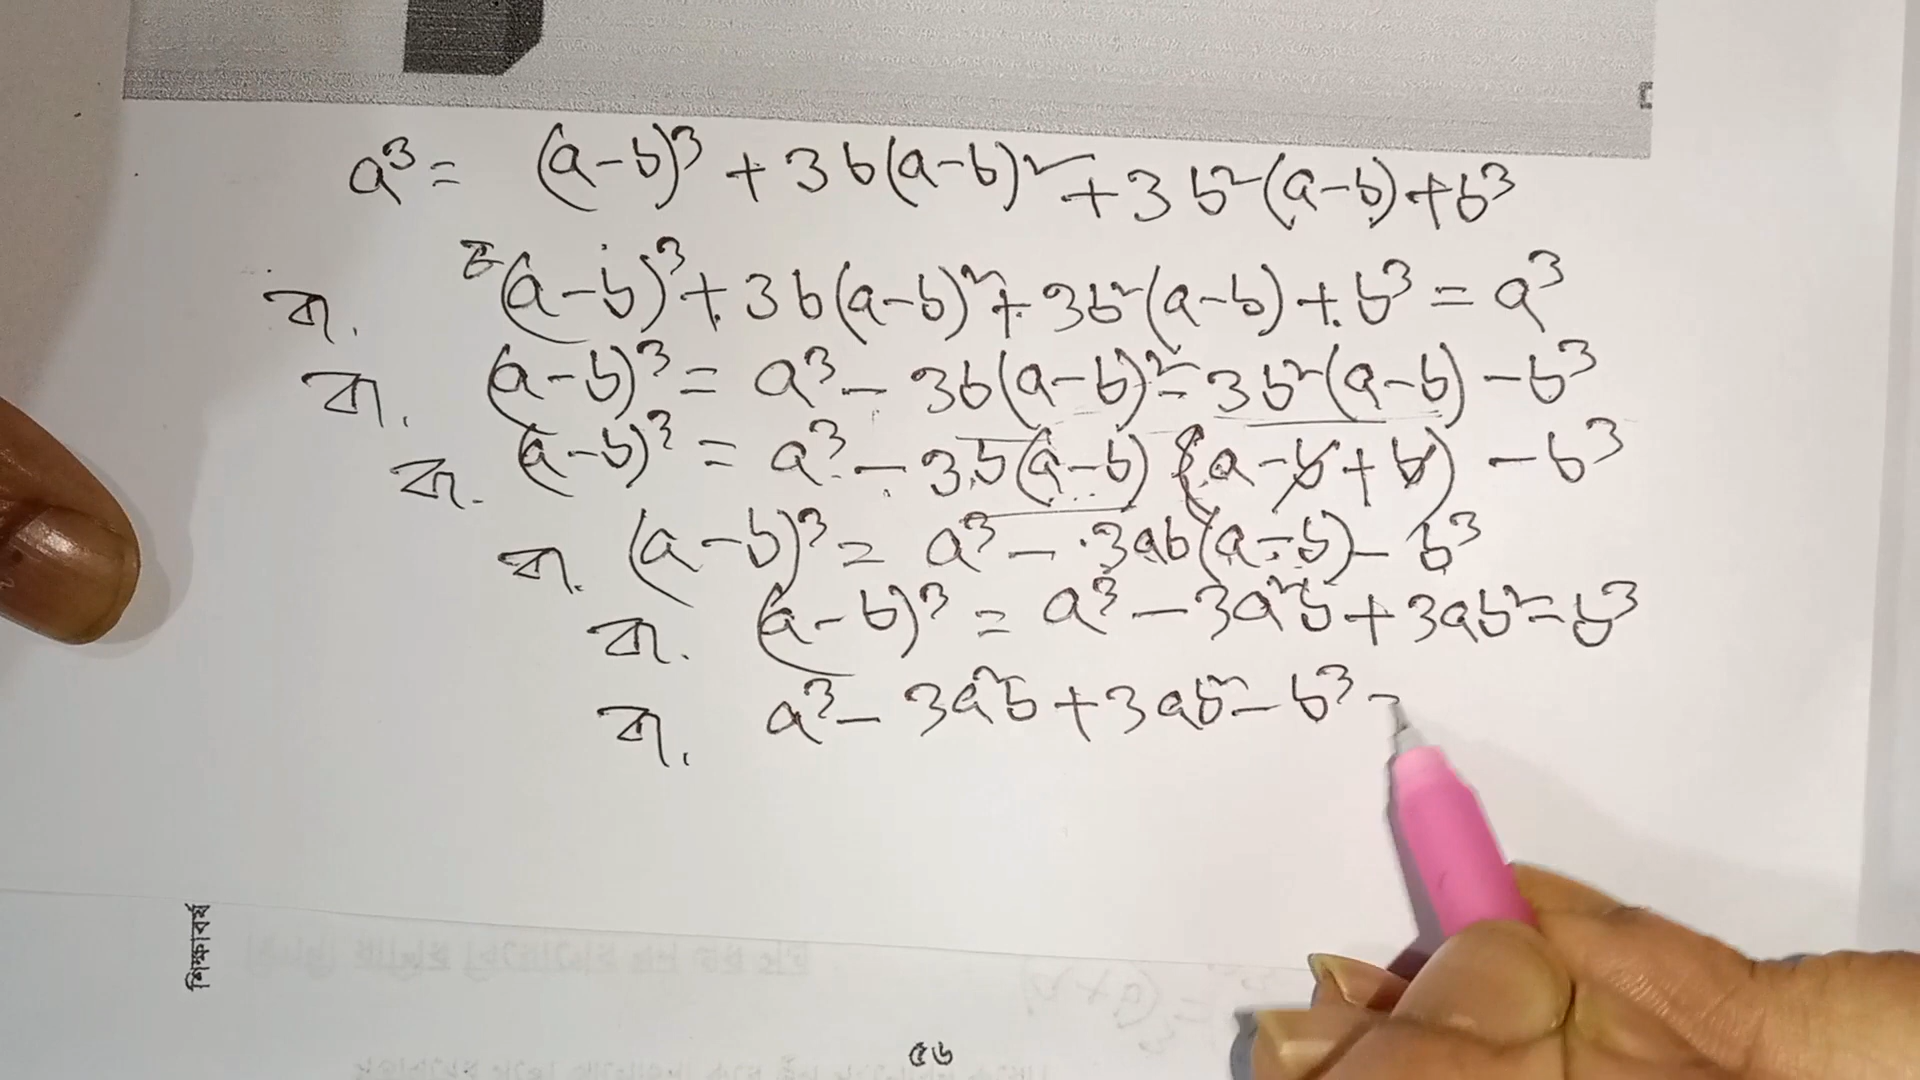 a³ = (a-b)³ + 3b(a-b)² + 3b²(a-b) + b³
বা. (a-b)³ + 3b(a-b)² + 3b²(a-b) + b³ = a³
বা. (a-b)³ = a³ - 3b(a-b)² - 3b²(a-b) - b³
বা. (a-b)³ = a³ - 3b(a-b) {a-b+b) - b³
বা. (a-b)³ = a³ - 3ab(a-b) - b³
বা. (a-b)³ = a³ - 3a²b + 3ab² - b³
বা. a³ - 3a²b + 3ab² - b³ =
শিক্ষাবর্ষ
৫৬